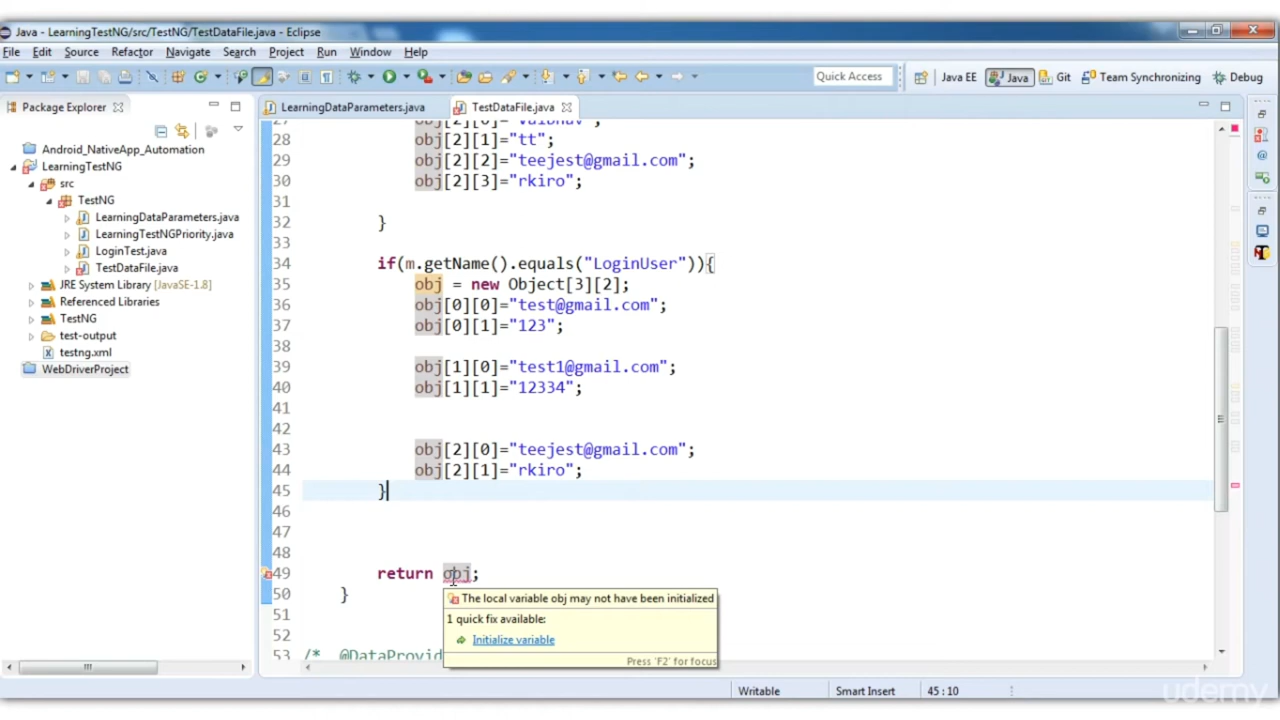 Java - LearningTestNG/src/TestNG/TestDataFile.java - Eclipse
File Edit Source Refactor Navigate Search Project Run Window Help
Quick Access Java EE Java Git Team Synchronizing Debug
Package Explorer
LearningDataParameters.java TestDataFile.java
Android_NativeApp_Automation
LearningTestNG
src
TestNG
LearningDataParameters.java
LearningTestNGPriority.java
LoginTest.java
TestDataFile.java
JRE System Library [JavaSE-1.8]
Referenced Libraries
TestNG
test-output
testng.xml
WebDriverProject
27 obj[2][0]="vaibhav";
28 obj[2][1]="tt";
29 obj[2][2]="teejest@gmail.com";
30 obj[2][3]="rkiro";
31
32 }
33
34 if(m.getName().equals("LoginUser")){
35 obj = new Object[3][2];
36 obj[0][0]="test@gmail.com";
37 obj[0][1]="123";
38
39 obj[1][0]="test1@gmail.com";
40 obj[1][1]="12334";
41
42
43 obj[2][0]="teejest@gmail.com";
44 obj[2][1]="rkiro";
45 }
46
47
48
49 return obj;
50 }
51
52
53 /* @DataProvid
The local variable obj may not have been initialized
1 quick fix available:
Initialize variable
Press 'F2' for focus
Writable Smart Insert 45:10
udemy